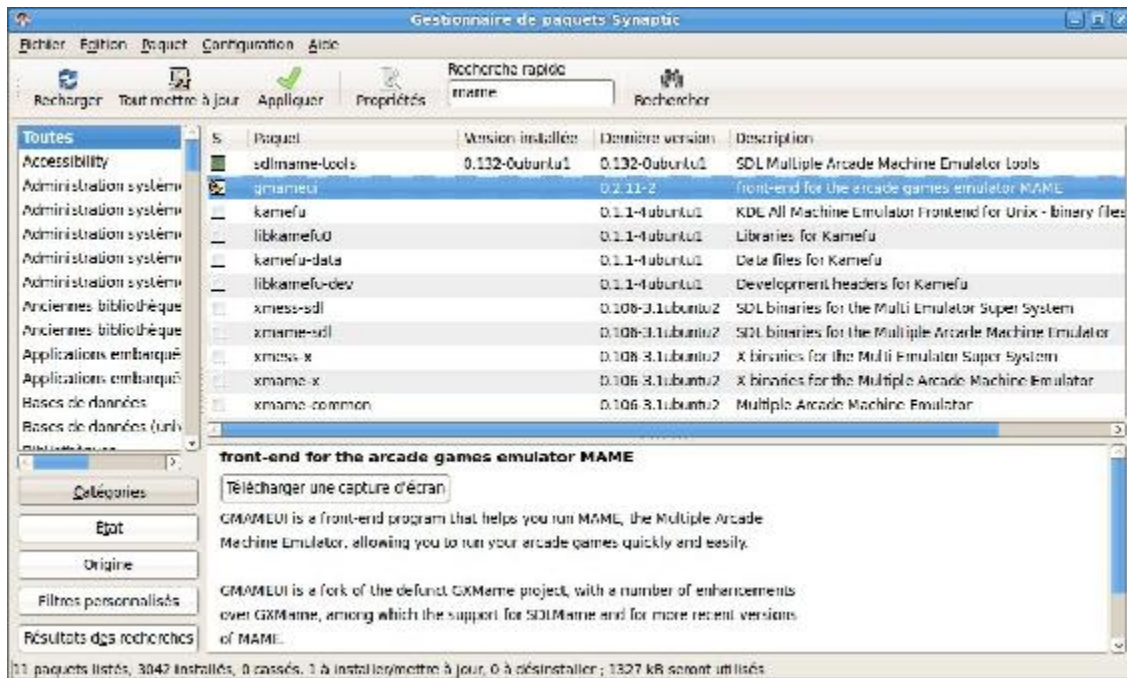 Gestionnaire de paquets Synaptic
Fichier Edition Paquet Configuration Aide
Recharger Tout mettre à jour Appliquer Propriétés Recherche rapide Rechercher
mame
Toutes
Accessibility
Administration systèm
Administration systèm
Administration systèm
Administration systèm
Administration systèm
Anciennes bibliothèque
Anciennes bibliothèque
Applications embarqué
Applications embarqué
Bases de données
Bases de données (univ
Bibliothèques
Catégories
État
Origine
Filtres personnalisés
Résultats des recherches
S Paquet Version installée Dernière version Description
sdlmame-tools 0.132-0ubuntu1 0.132-0ubuntu1 SDL Multiple Arcade Machine Emulator tools
gmameui 0.2.11-2 front-end for the arcade games emulator MAME
kamefu 0.1.1-4ubuntu1 KDE All Machine Emulator Frontend for Unix - binary files
libkamefu0 0.1.1-4ubuntu1 Libraries for Kamefu
kamefu-data 0.1.1-4ubuntu1 Data files for Kamefu
libkamefu-dev 0.1.1-4ubuntu1 Development headers for Kamefu
xmess-sdl 0.106-3.1ubuntu2 SDL binaries for the Multi Emulator Super System
xmame-sdl 0.106-3.1ubuntu2 SDL binaries for the Multiple Arcade Machine Emulator
xmess-x 0.106-3.1ubuntu2 X binaries for the Multi Emulator Super System
xmame-x 0.106-3.1ubuntu2 X binaries for the Multiple Arcade Machine Emulator
xmame-common 0.106-3.1ubuntu2 Multiple Arcade Machine Emulator
front-end for the arcade games emulator MAME
Télécharger une capture d'écran
GMAMEUI is a front-end program that helps you run MAME, the Multiple Arcade
Machine Emulator, allowing you to run your arcade games quickly and easily.
GMAMEUI is a fork of the defunct GXMame project, with a number of enhancements
over GXMame, among which the support for SDLMame and for more recent versions
of MAME.
11 paquets listés, 3042 installés, 0 cassés. 1 à installer/mettre à jour, 0 à désinstaller ; 1327 kB seront utilisés